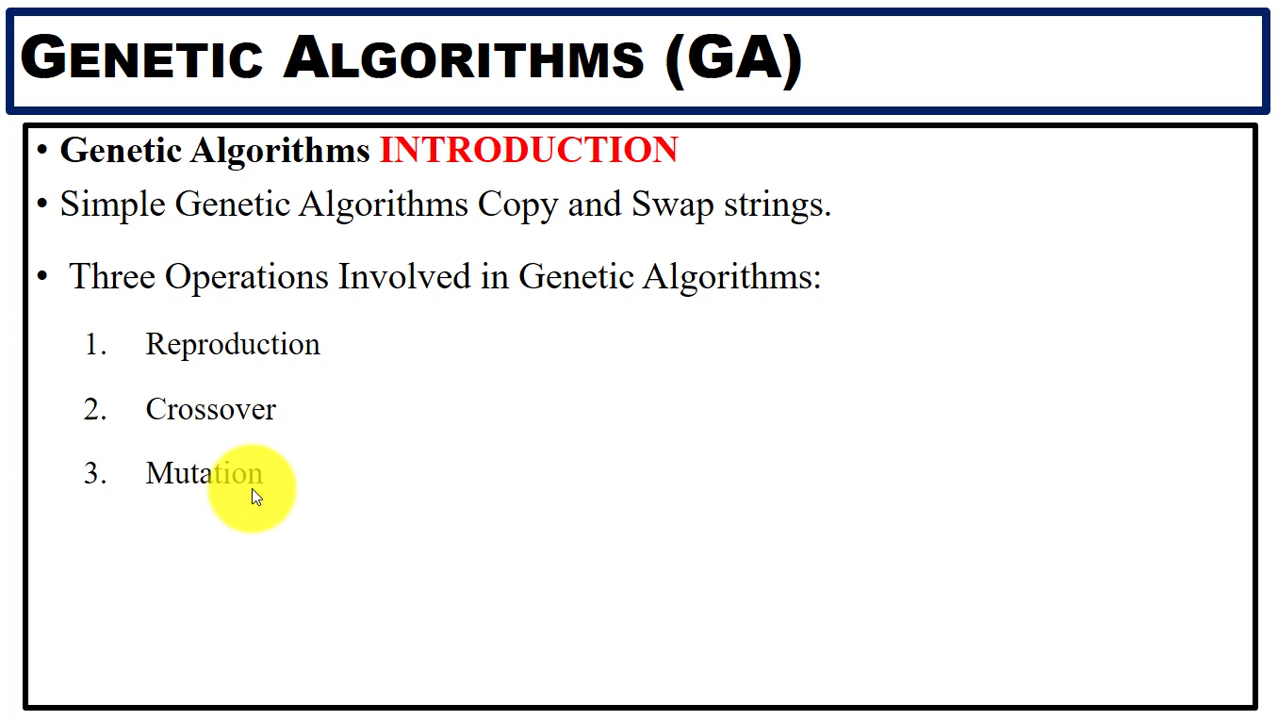 GENETIC ALGORITHMS (GA)
• Genetic Algorithms INTRODUCTION
• Simple Genetic Algorithms Copy and Swap strings.
• Three Operations Involved in Genetic Algorithms:
1. Reproduction
2. Crossover
3. Mutation